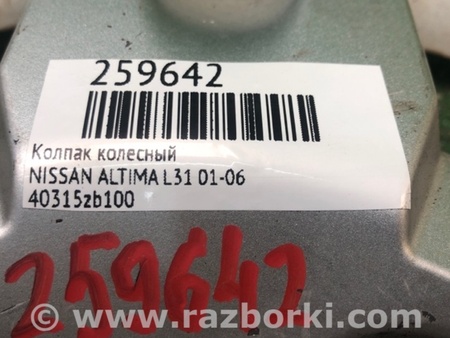 259642
Колпак колесный
NISSAN ALTIMA L31 01-06
40315zb100
259642
www.razborki.com